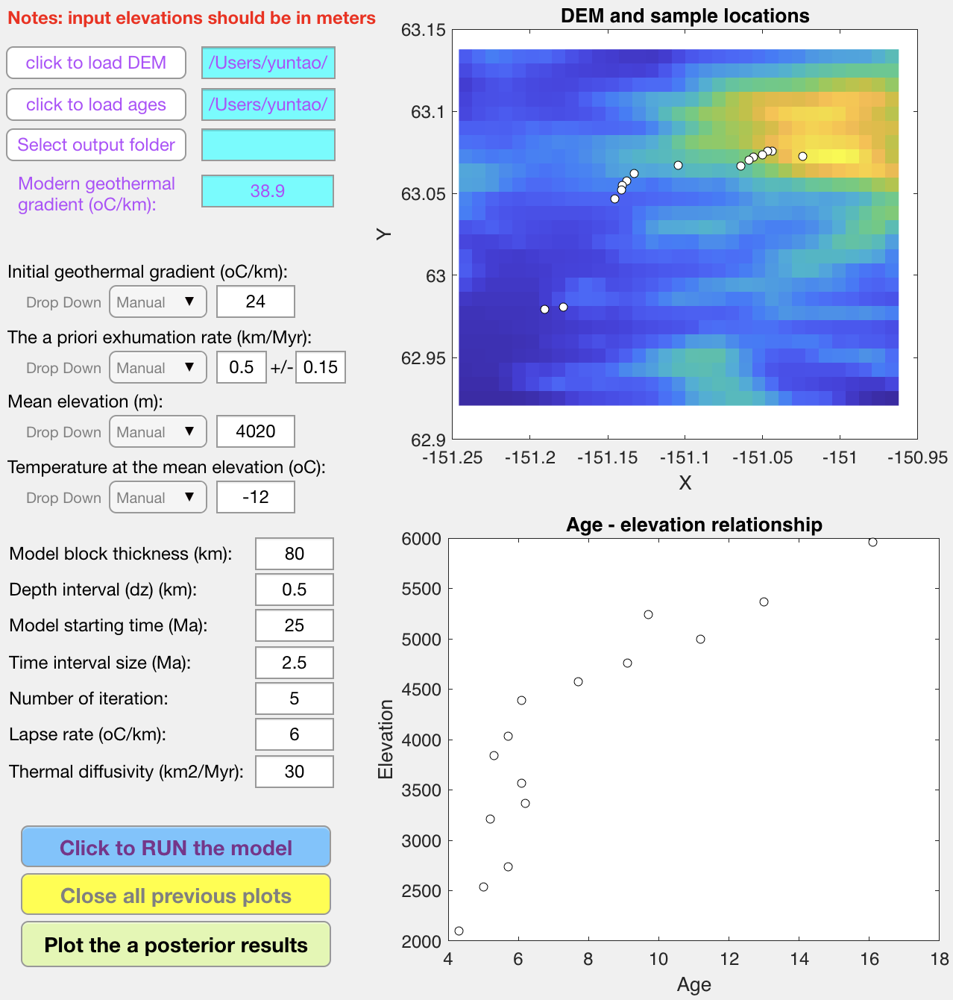 Notes: input elevations should be in meters
click to load DEM
/Users/yuntao/
click to load ages
/Users/yuntao/
Select output folder
Modern geothermal
gradient (oC/km):
38.9
Initial geothermal gradient (oC/km):
Drop Down
Manual
24
The a priori exhumation rate (km/Myr):
Drop Down
Manual
0.5 +/- 0.15
Mean elevation (m):
Drop Down
Manual
4020
Temperature at the mean elevation (oC):
Drop Down
Manual
-12
Model block thickness (km):
80
Depth interval (dz) (km):
0.5
Model starting time (Ma):
25
Time interval size (Ma):
2.5
Number of iteration:
5
Lapse rate (oC/km):
6
Thermal diffusivity (km2/Myr):
30
Click to RUN the model
Close all previous plots
Plot the a posterior results
DEM and sample locations
63.15
63.1
63.05
63
62.95
62.9
Y
-151.25
-151.2
-151.15
-151.1
-151.05
-151
-150.95
X
Age - elevation relationship
6000
5500
5000
4500
4000
3500
3000
2500
2000
Elevation
4
6
8
10
12
14
16
18
Age